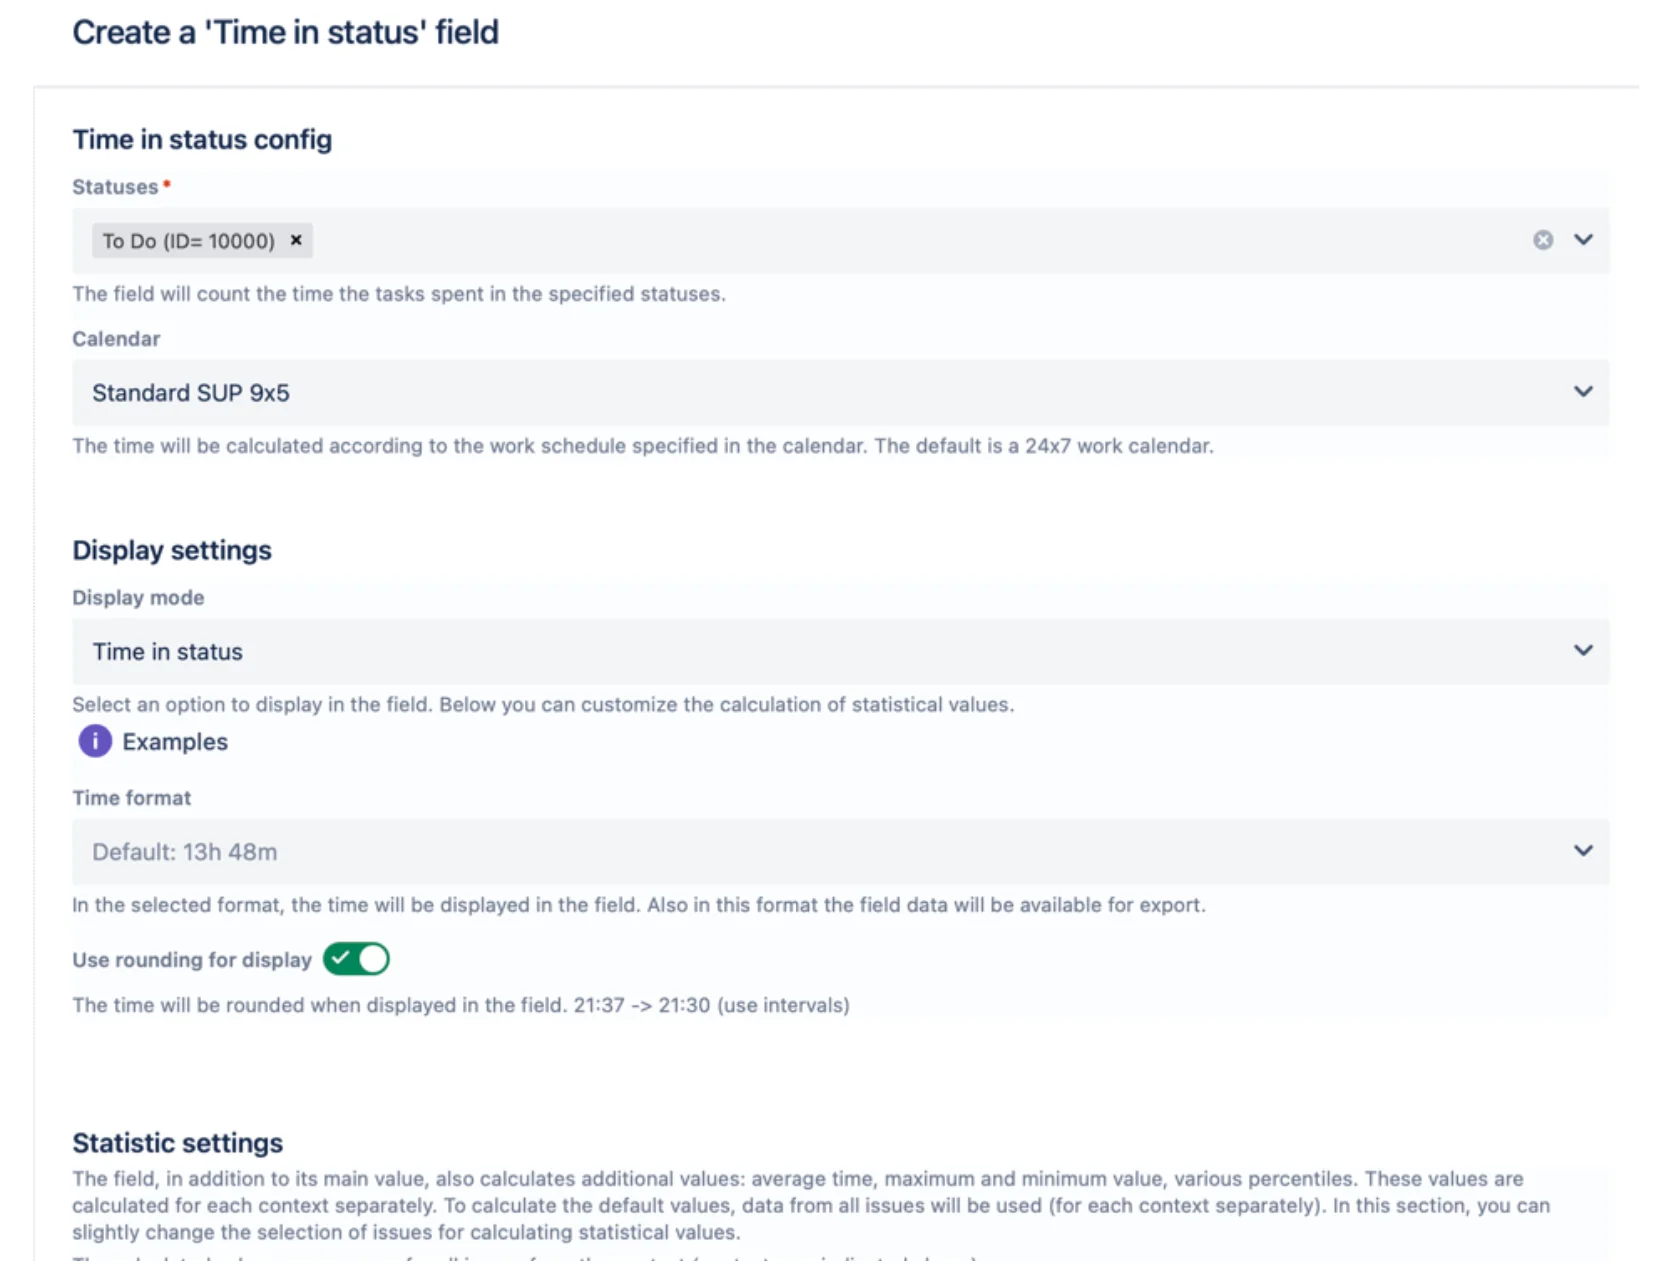 Create a 'Time in status' field
Time in status config
Statuses *
To Do (ID= 10000) ×
The field will count the time the tasks spent in the specified statuses.
Calendar
Standard SUP 9x5
The time will be calculated according to the work schedule specified in the calendar. The default is a 24x7 work calendar.
Display settings
Display mode
Time in status
Select an option to display in the field. Below you can customize the calculation of statistical values.
i Examples
Time format
Default: 13h 48m
In the selected format, the time will be displayed in the field. Also in this format the field data will be available for export.
Use rounding for display
The time will be rounded when displayed in the field. 21:37 -> 21:30 (use intervals)
Statistic settings
The field, in addition to its main value, also calculates additional values: average time, maximum and minimum value, various percentiles. These values are
calculated for each context separately. To calculate the default values, data from all issues will be used (for each context separately). In this section, you can
slightly change the selection of issues for calculating statistical values.